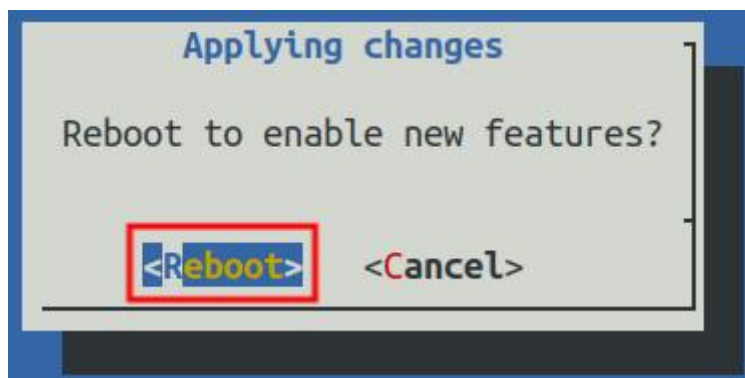 Applying changes
Reboot to enable new features?
<Reboot> <Cancel>